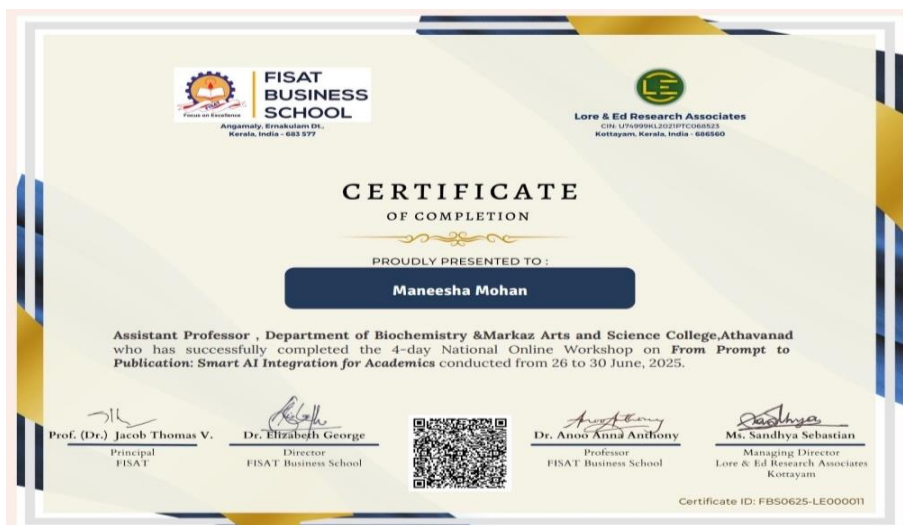 FISAT
BUSINESS
SCHOOL
FISAT
Focus on Excellence
Angamaly, Ernakulam Dt.,
Kerala, India - 683 577
LE
Lore & Ed Research Associates
CIN: U74999KL2021PTC068523
Kottayam, Kerala, India - 686560
CERTIFICATE
OF COMPLETION
PROUDLY PRESENTED TO :
Maneesha Mohan
Assistant Professor , Department of Biochemistry &Markaz Arts and Science College,Athavanad
who has successfully completed the 4-day National Online Workshop on From Prompt to
Publication: Smart AI Integration for Academics conducted from 26 to 30 June, 2025.
Prof. (Dr.) Jacob Thomas V.
Principal
FISAT
Dr. Elizabeth George
Director
FISAT Business School
Dr. Anoo Anna Anthony
Professor
FISAT Business School
Ms. Sandhya Sebastian
Managing Director
Lore & Ed Research Associates
Kottayam
Certificate ID: FBS0625-LE000011